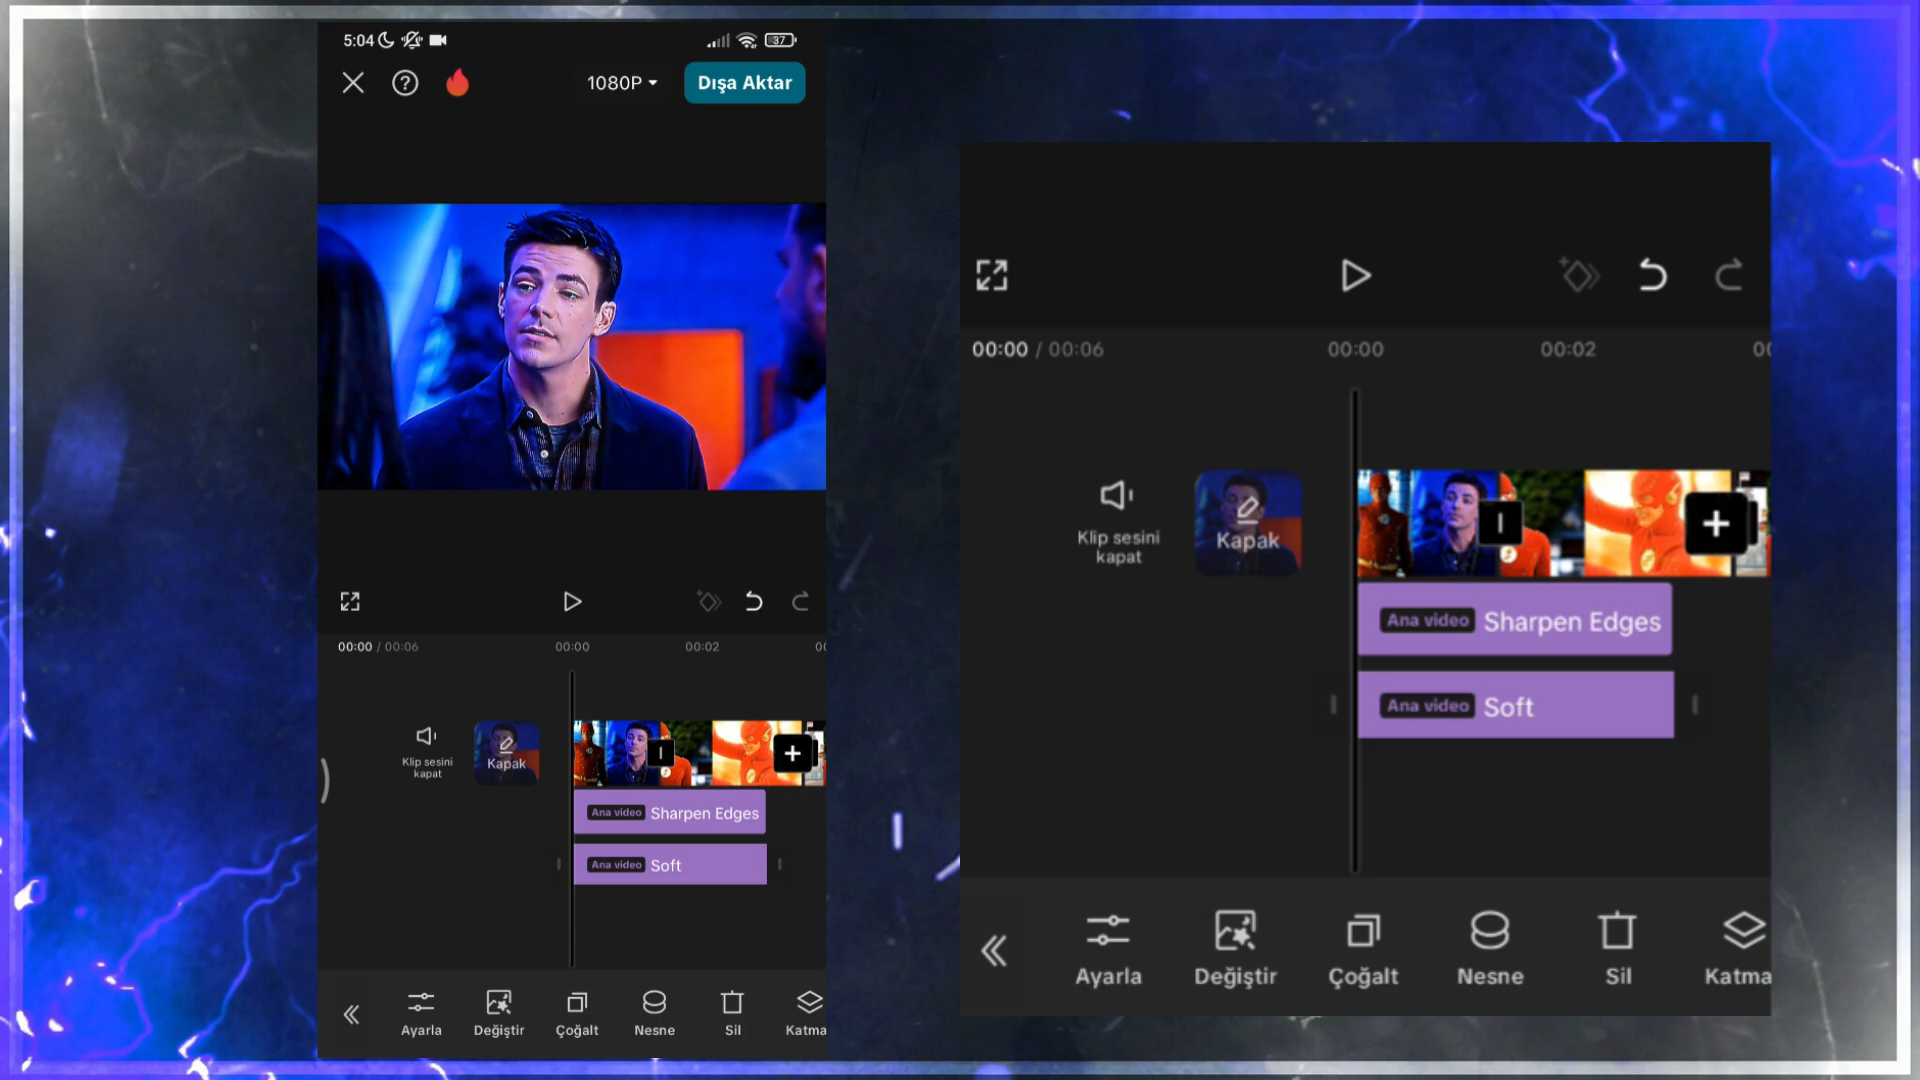 5:04
37
1080P
Dışa Aktar
00:00 / 00:06
00:00
00:02
Klip sesini
kapat
Kapak
Ana video Sharpen Edges
Ana video Soft
Ayarla
Değiştir
Çoğalt
Nesne
Sil
Katma
00:00 / 00:06
00:00
00:02
Klip sesini
kapat
Kapak
Ana video Sharpen Edges
Ana video Soft
Ayarla
Değiştir
Çoğalt
Nesne
Sil
Katma